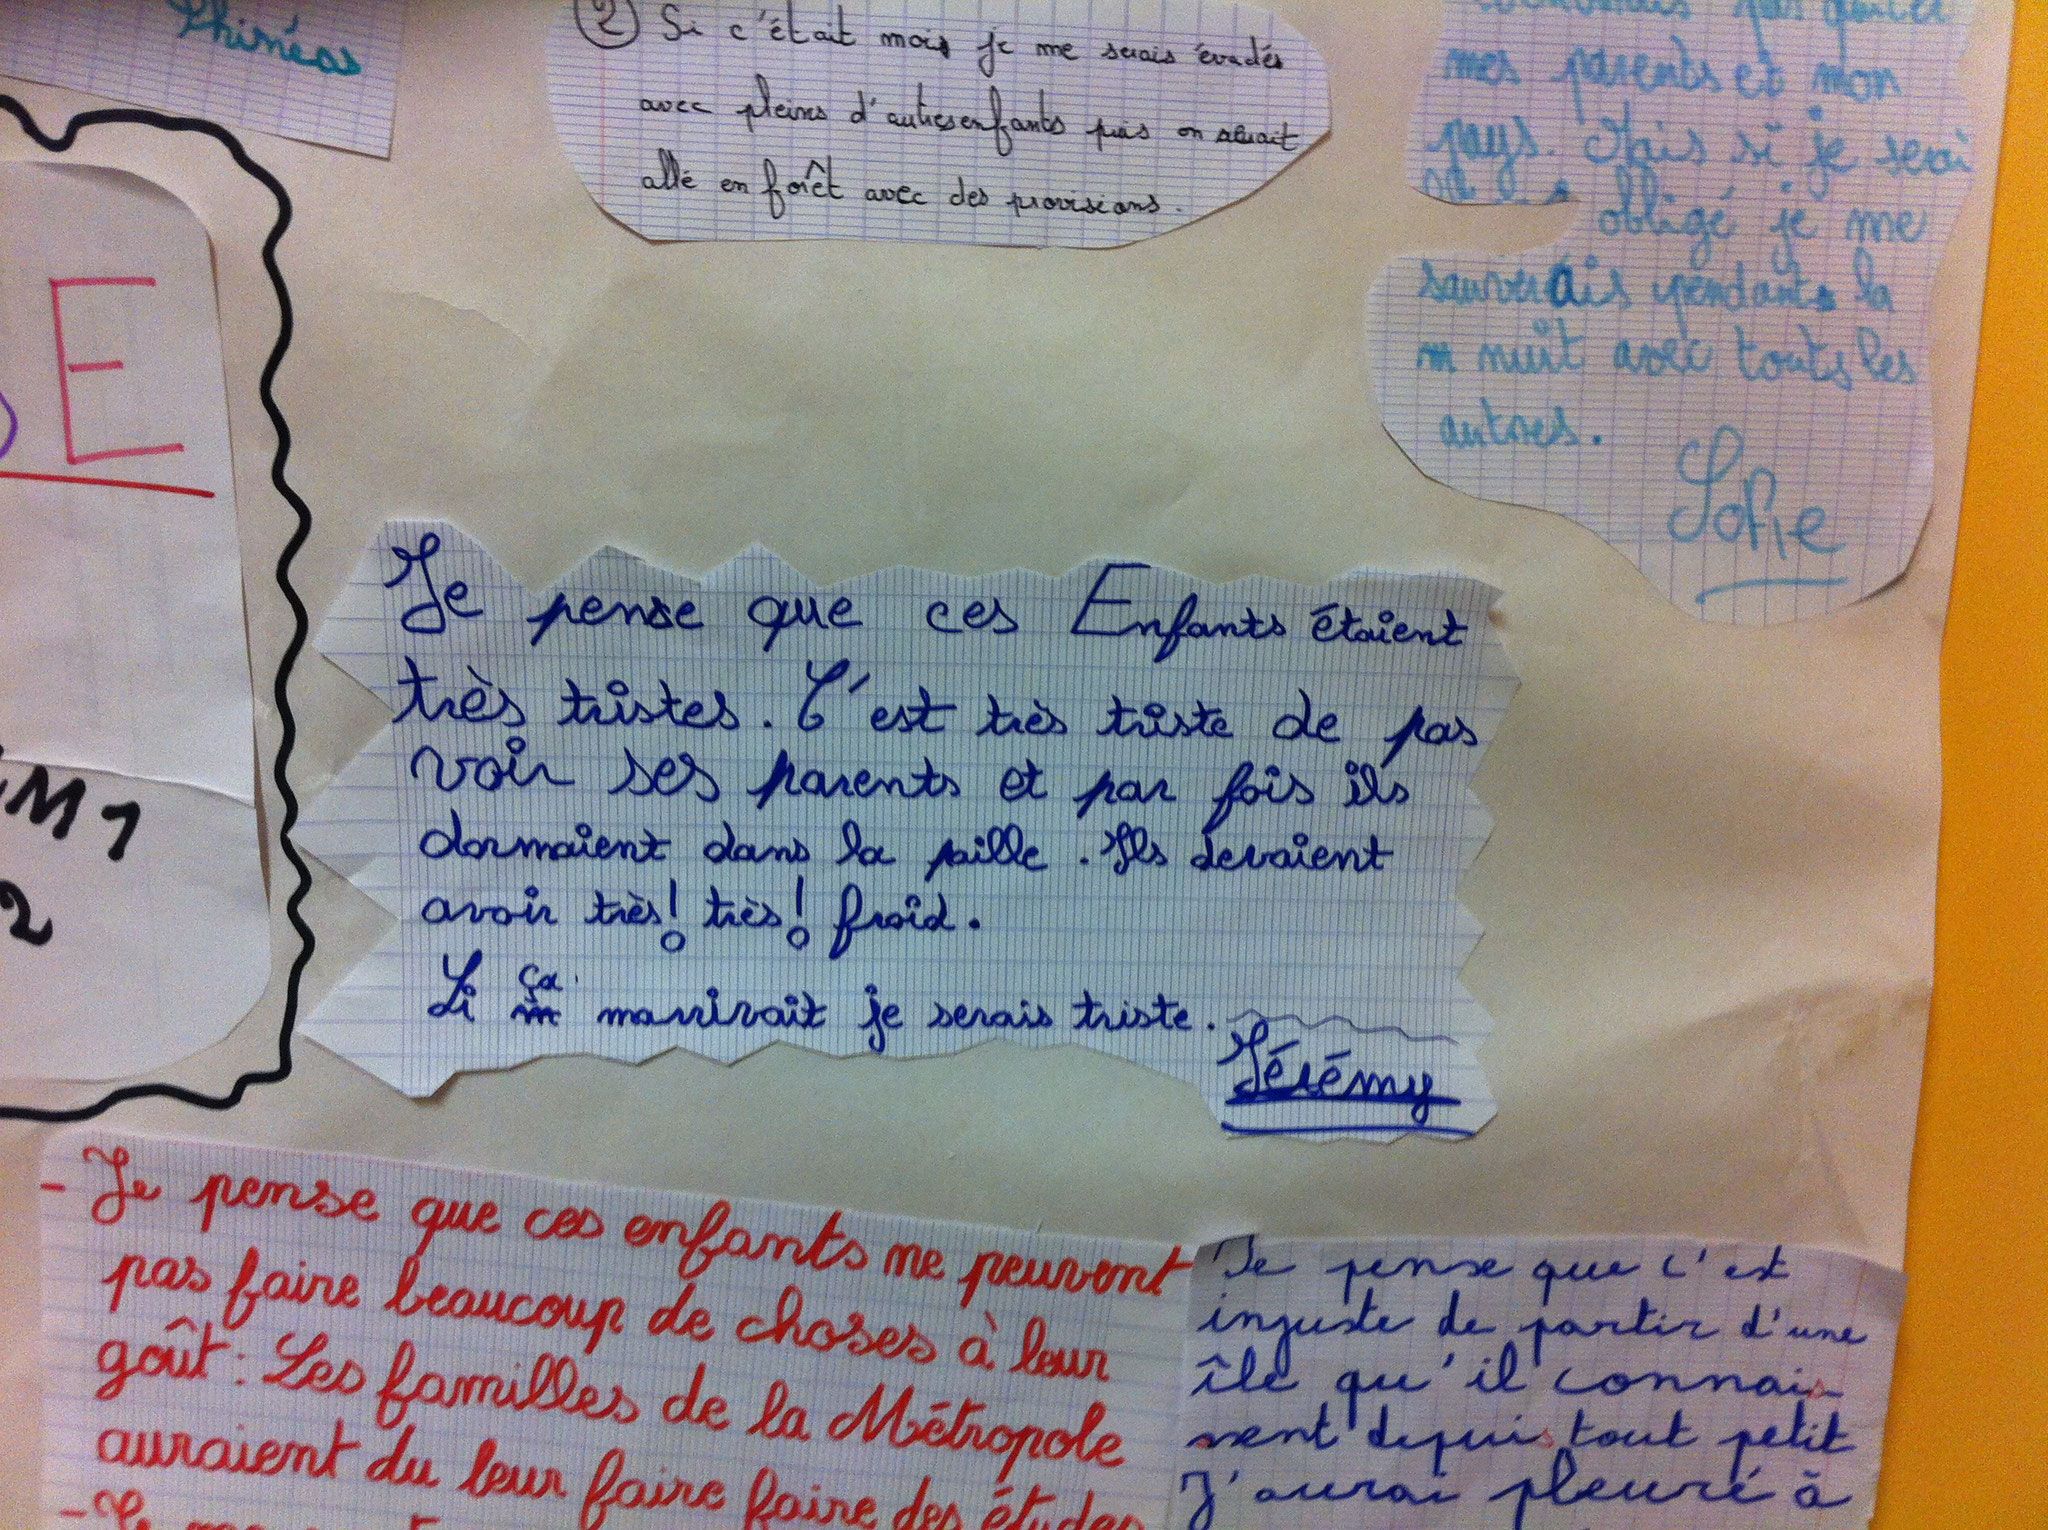 Phinéas
② Si c'était mois je me serais évadés
avec pleins d'autres enfants puis on
allé en forêt avec des provisions.
mes parents et mon
pays. Mais si je serai
obligé je me
sauverais pendants la
nuit avec touts les
autres.
Sofie
E
M1
2
Je pense que ces Enfants étaient
très tristes. C'est très triste de pas
voir ses parents et par fois ils
dormaient dans la paille. Ils devaient
avoir très! très! froid.
Si ça marrivait je serais triste.
Jérémy
- Je pense que ces enfants ne peuvent
pas faire beaucoup de choses à leur
goût: Les familles de la Métropole
auraient du leur faire faire des études
- Je
Je pense que c'est
injuste de partir d'une
île qu'il connais-
sent depuis tout petit
J'aurai pleuré à